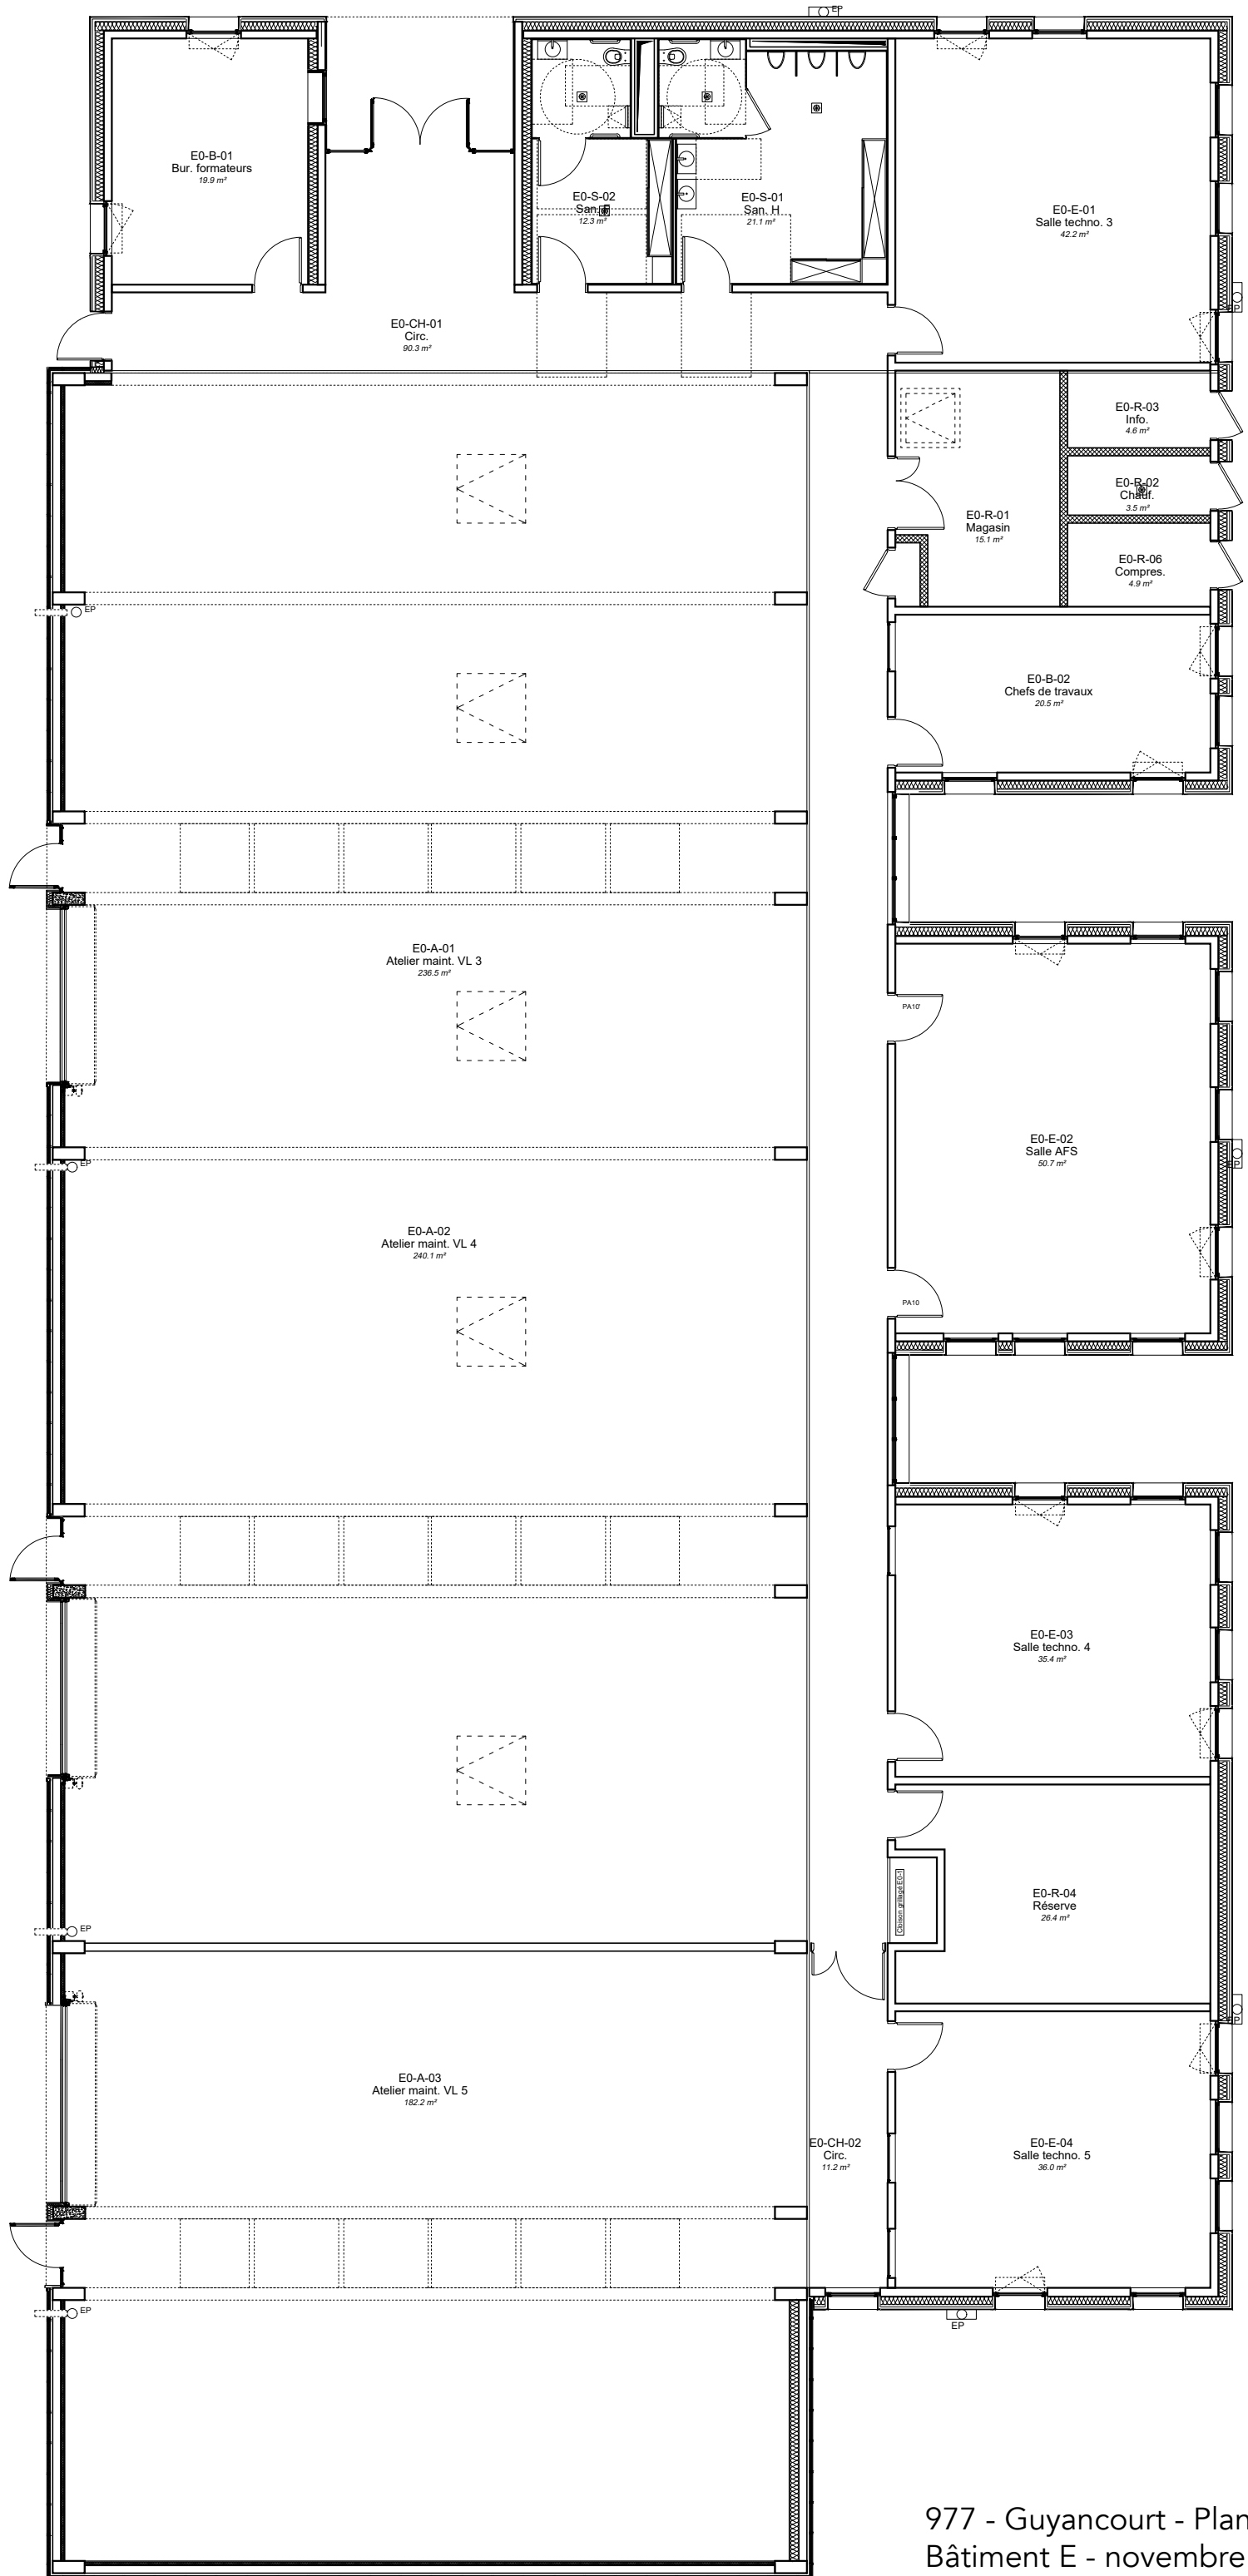 EP
E0-B-01
Bur. formateurs
19.9 m²
E0-S-02
San.
12.3 m²
E0-S-01
San. H
21.1 m²
E0-E-01
Salle techno. 3
42.2 m²
EP
E0-CH-01
Circ.
90.3 m²
E0-R-03
Info.
4.6 m²
E0-R-02
Chauf.
3.5 m²
E0-R-01
Magasin
15.1 m²
E0-R-06
Compres.
4.9 m²
EP
E0-B-02
Chefs de travaux
20.5 m²
E0-A-01
Atelier maint. VL 3
236.5 m²
PA10'
E0-E-02
Salle AFS
50.7 m²
EP
EP
E0-A-02
Atelier maint. VL 4
240.1 m²
PA10
E0-E-03
Salle techno. 4
35.4 m²
Cloison grillagé E0-1
E0-R-04
Réserve
26.4 m²
EP
EP
E0-A-03
Atelier maint. VL 5
182.2 m²
E0-CH-02
Circ.
11.2 m²
E0-E-04
Salle techno. 5
36.0 m²
EP
EP
977 - Guyancourt - Plan
Bâtiment E - novembre